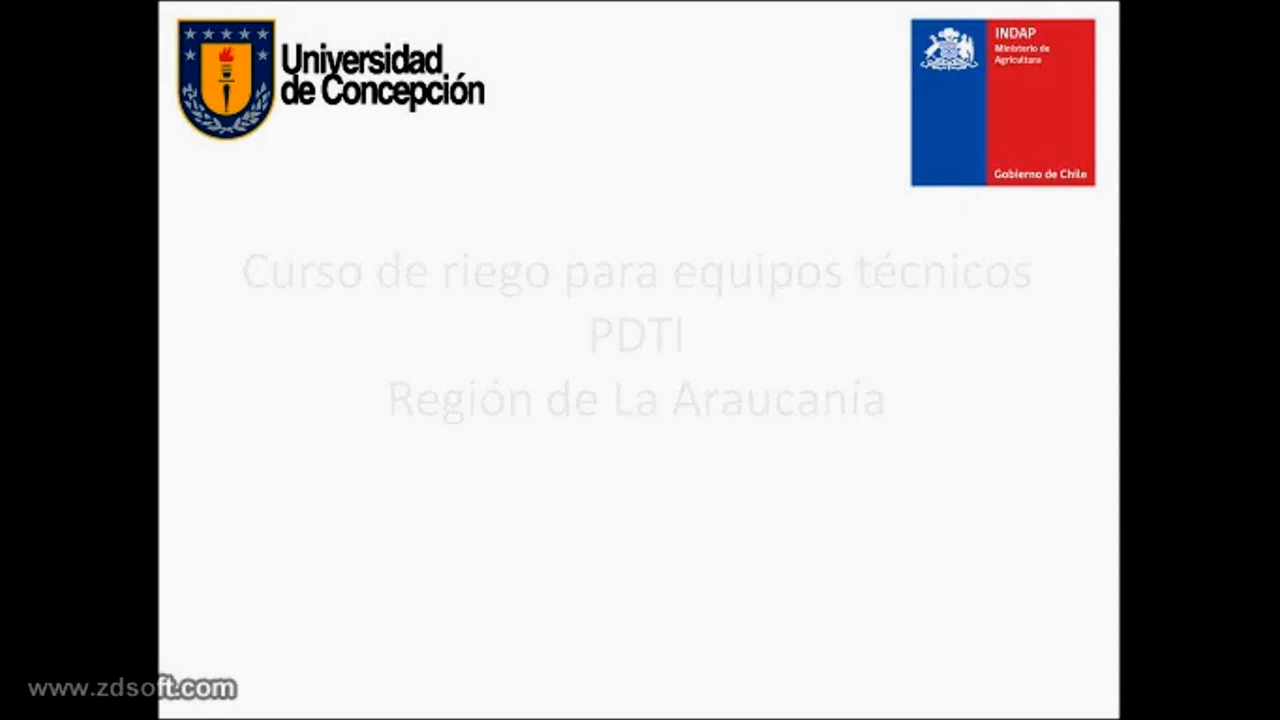 Universidad
de Concepción
INDAP
Ministerio de
Agricultura
Gobierno de Chile
Curso de riego para equipos técnicos
PDTI
Región de La Araucanía
www.zdsoft.com